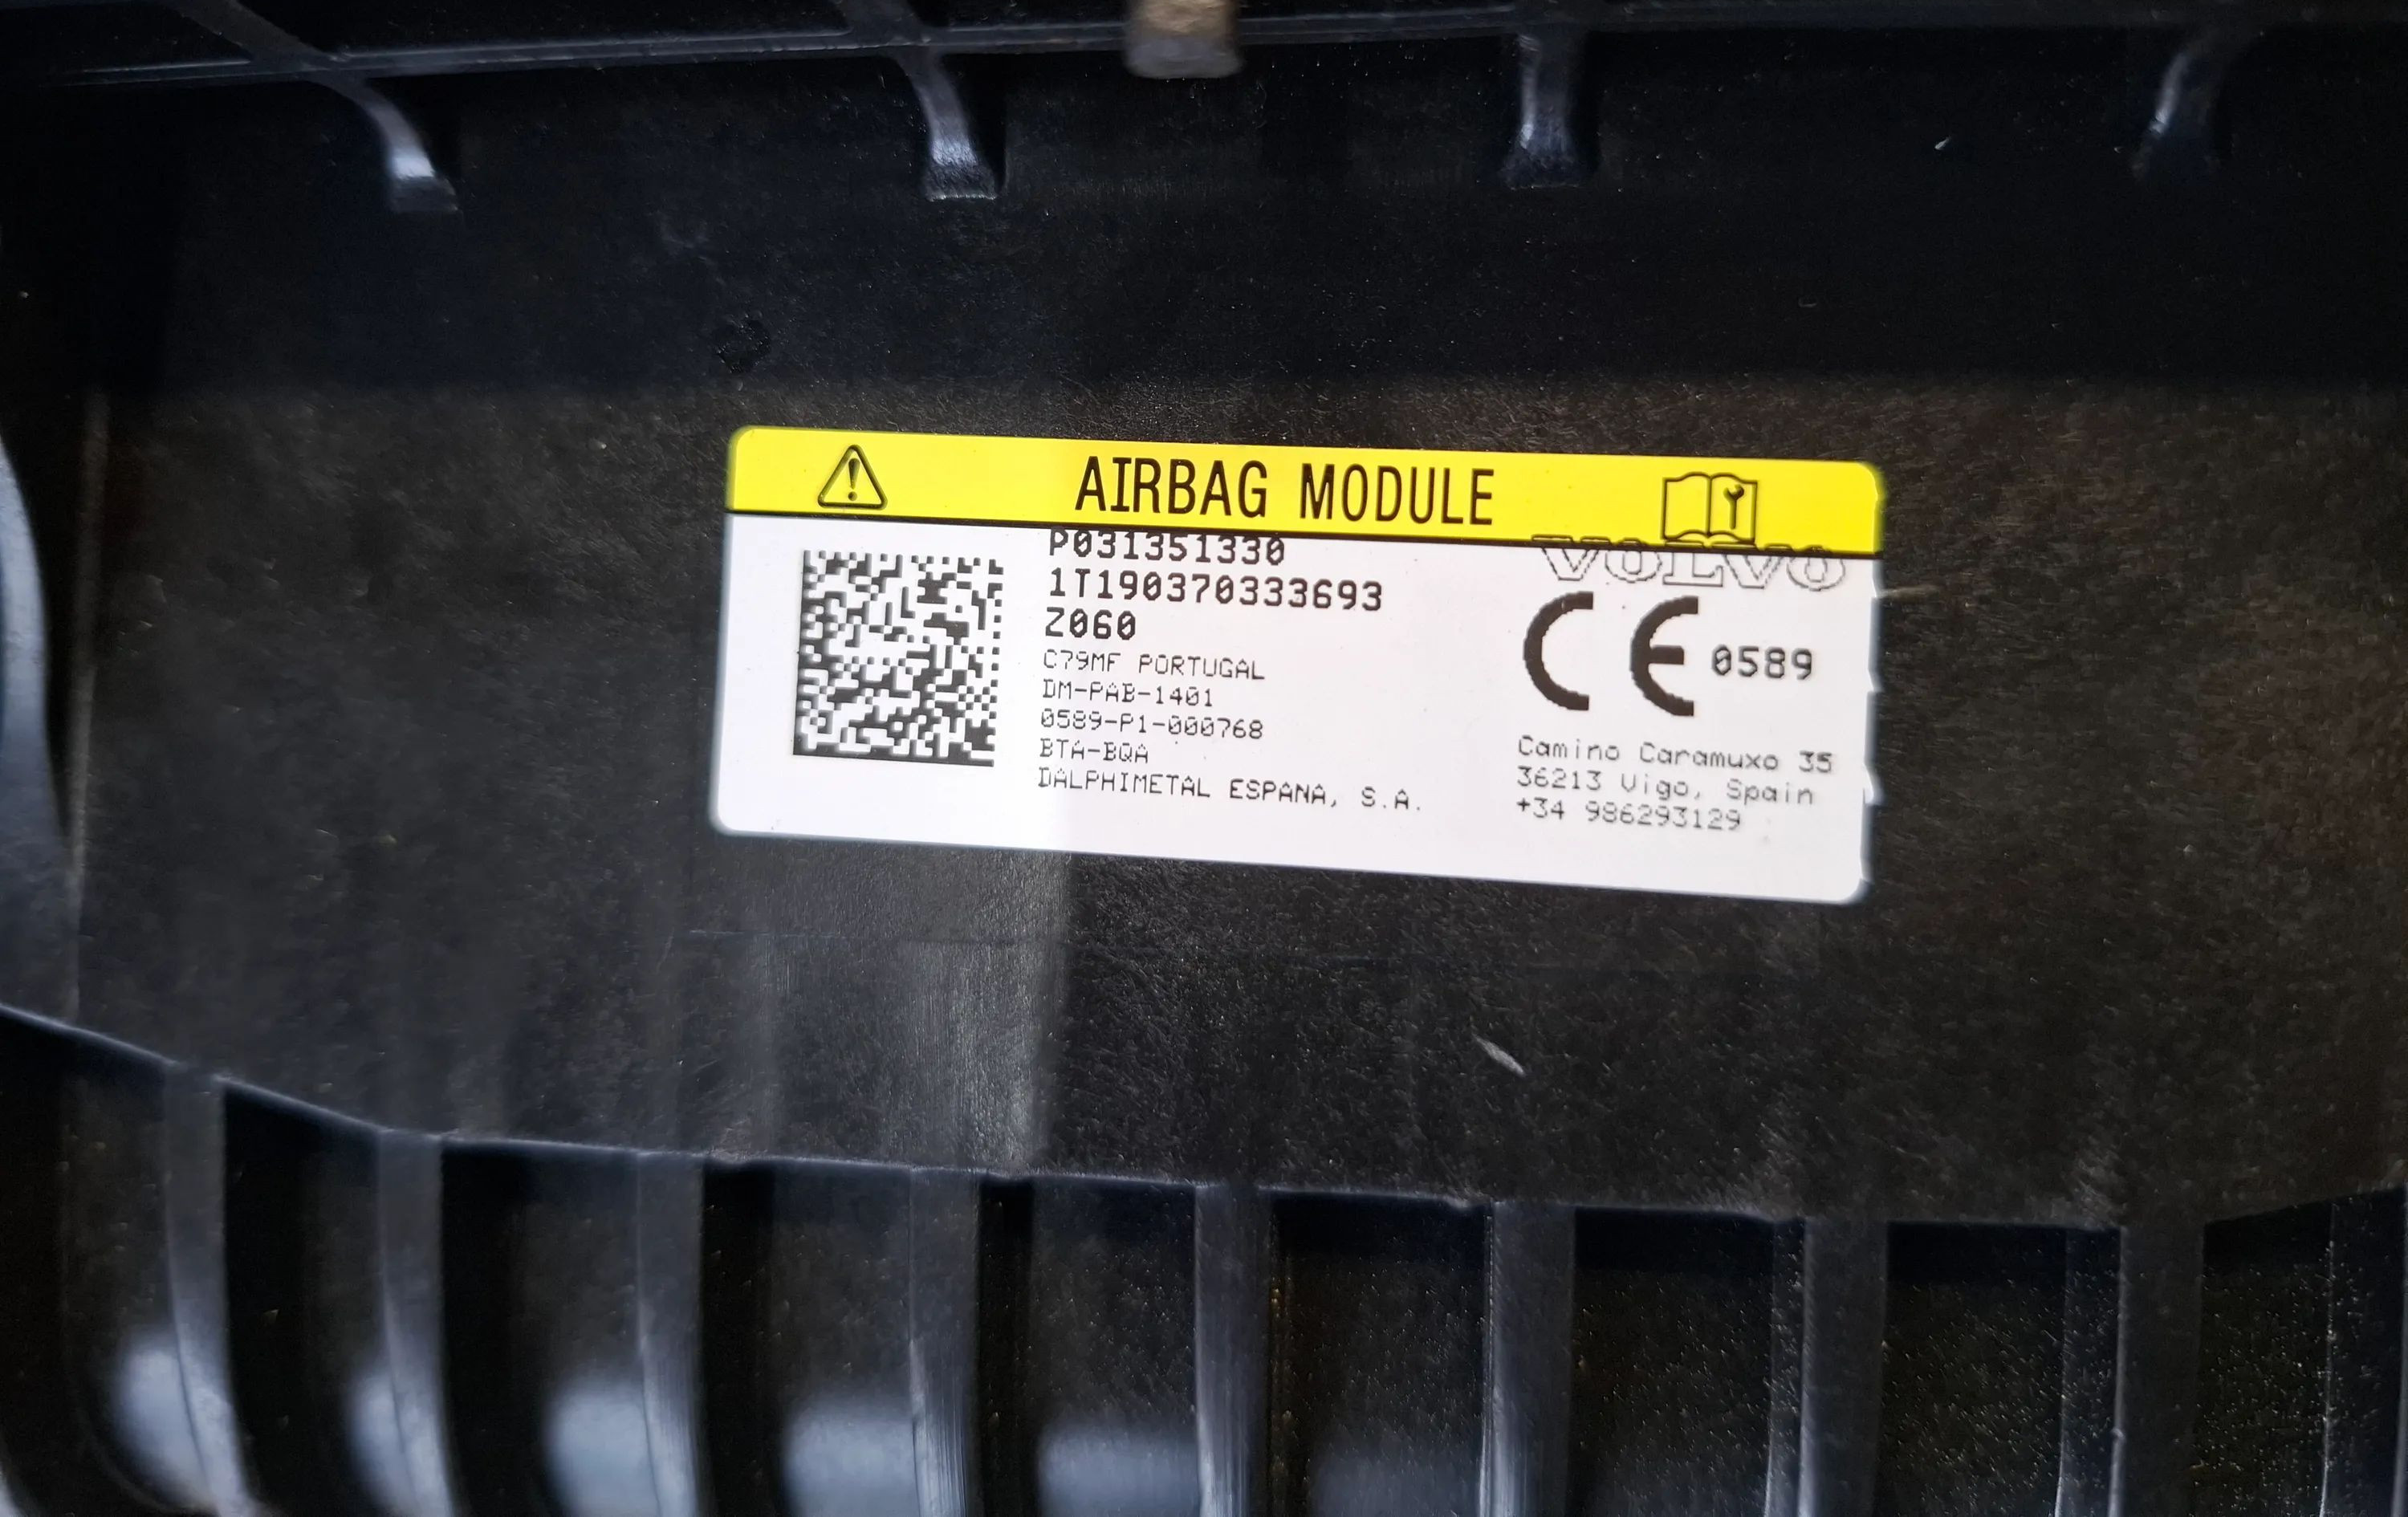 AIRBAG MODULE
P031351330
1T190370333693
Z060
C79MF PORTUGAL
DM-PAB-1401
0589-P1-000768
BTA-BQA
DALPHIMETAL ESPANA, S.A.
VOLVO
CE 0589
Camino Caramuxo 35
36213 Vigo, Spain
+34 986293129